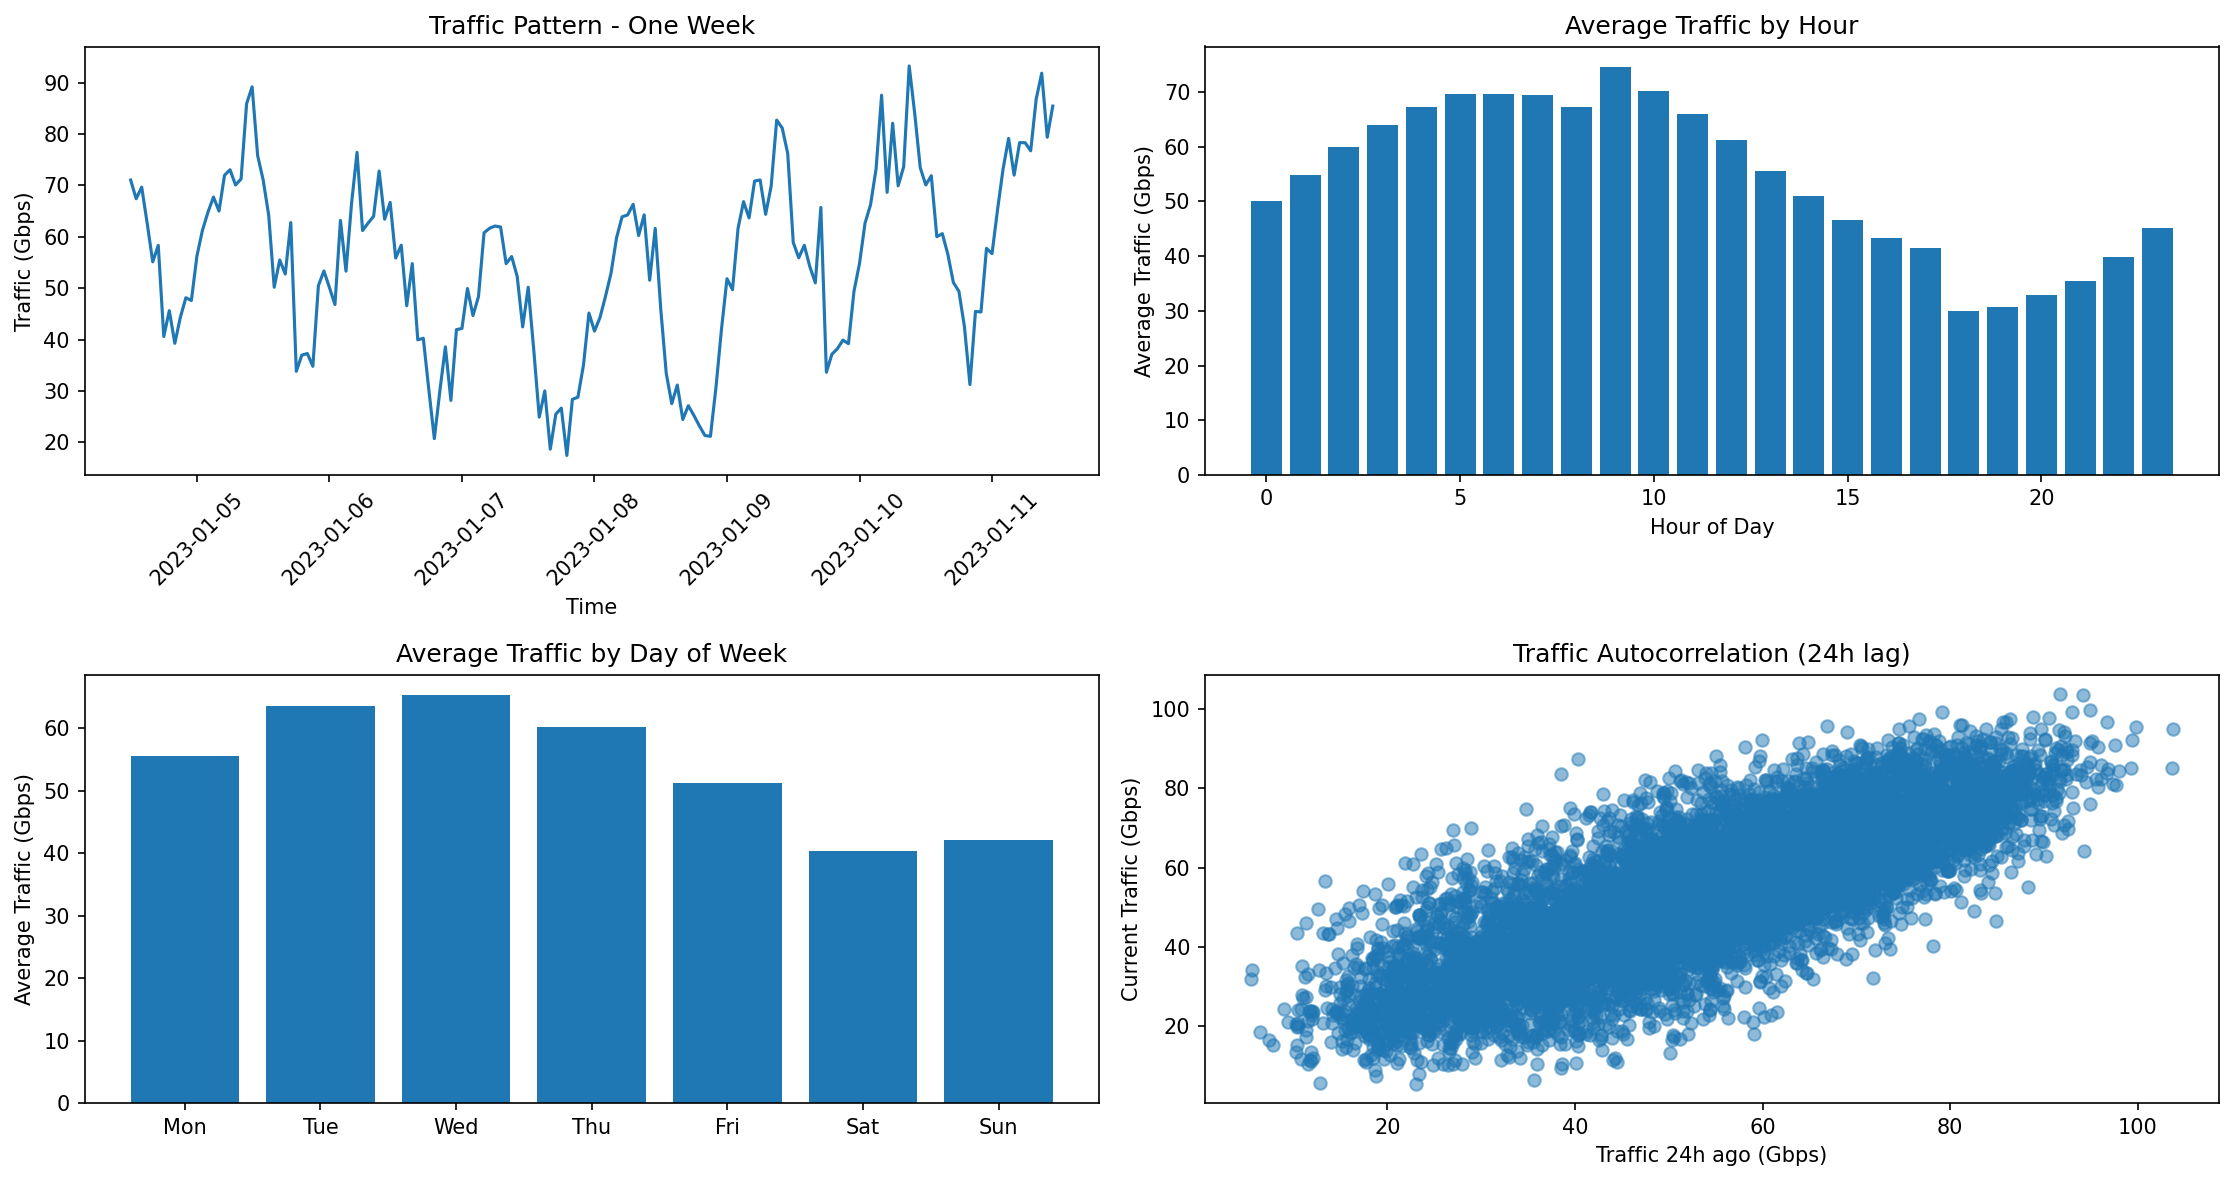 Traffic Pattern - One Week
Traffic (Gbps)
90
80
70
60
50
40
30
20
2023-01-05
2023-01-06
2023-01-07
2023-01-08
2023-01-09
2023-01-10
2023-01-11
Time
Average Traffic by Hour
Average Traffic (Gbps)
70
60
50
40
30
20
10
0
0 5 10 15 20
Hour of Day
Average Traffic by Day of Week
Average Traffic (Gbps)
60
50
40
30
20
10
0
Mon Tue Wed Thu Fri Sat Sun
Traffic Autocorrelation (24h lag)
Current Traffic (Gbps)
100
80
60
40
20
20 40 60 80 100
Traffic 24h ago (Gbps)